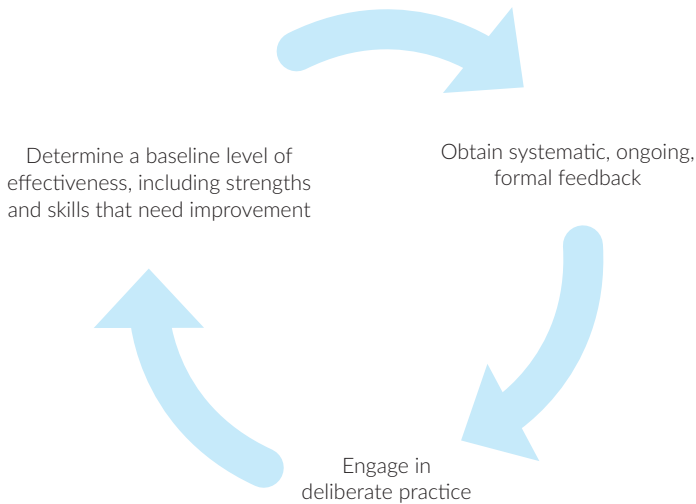 Determine a baseline level of
effectiveness, including strengths
and skills that need improvement
Obtain systematic, ongoing,
formal feedback
Engage in
deliberate practice